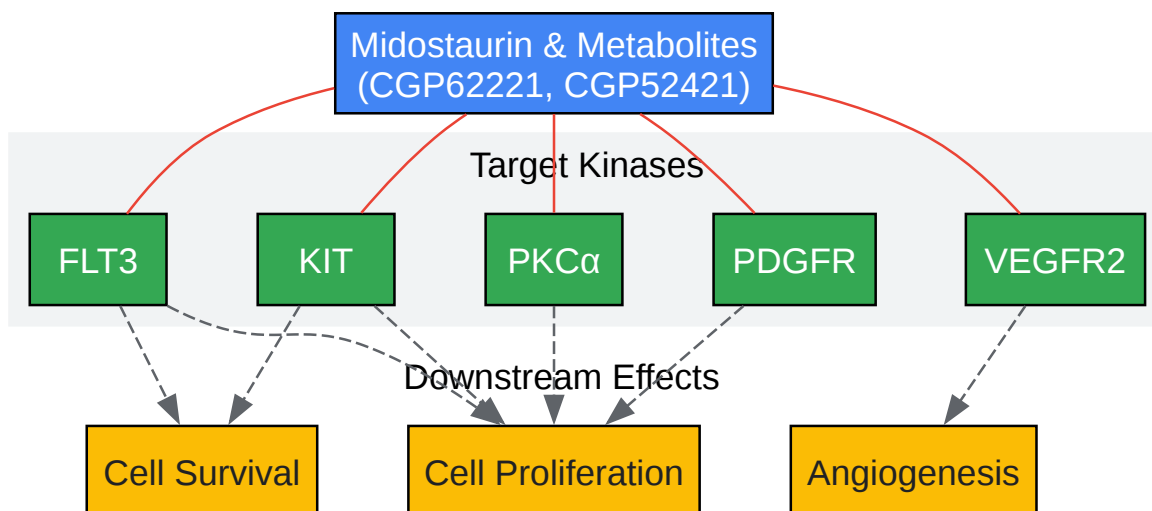 Midostaurin & Metabolites
(CGP62221, CGP52421)
Target Kinases
FLT3
KIT
PKCα
PDGFR
VEGFR2
Downstream Effects
Cell Survival
Cell Proliferation
Angiogenesis